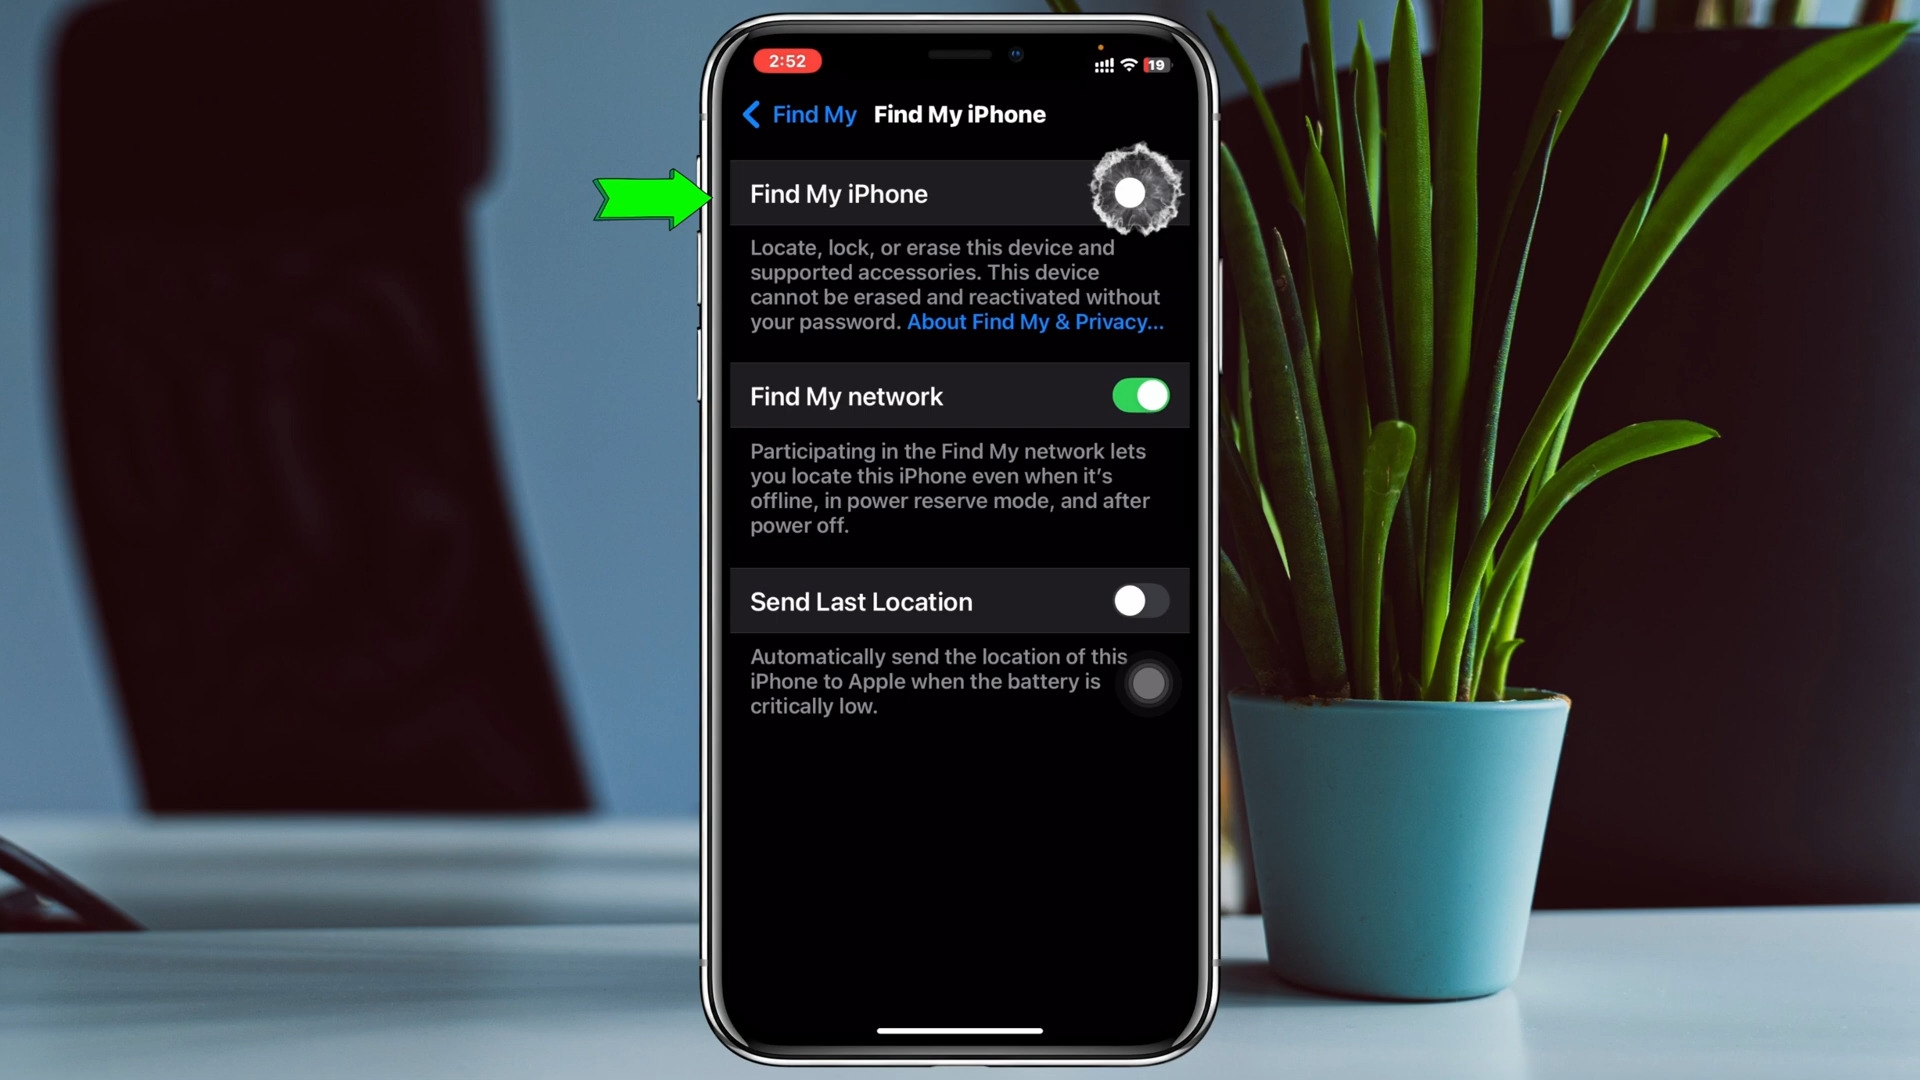 2:52
19
Find My
Find My iPhone
Find My iPhone
Locate, lock, or erase this device and
supported accessories. This device
cannot be erased and reactivated without
your password. About Find My & Privacy...
Find My network
Participating in the Find My network lets
you locate this iPhone even when it's
offline, in power reserve mode, and after
power off.
Send Last Location
Automatically send the location of this
iPhone to Apple when the battery is
critically low.